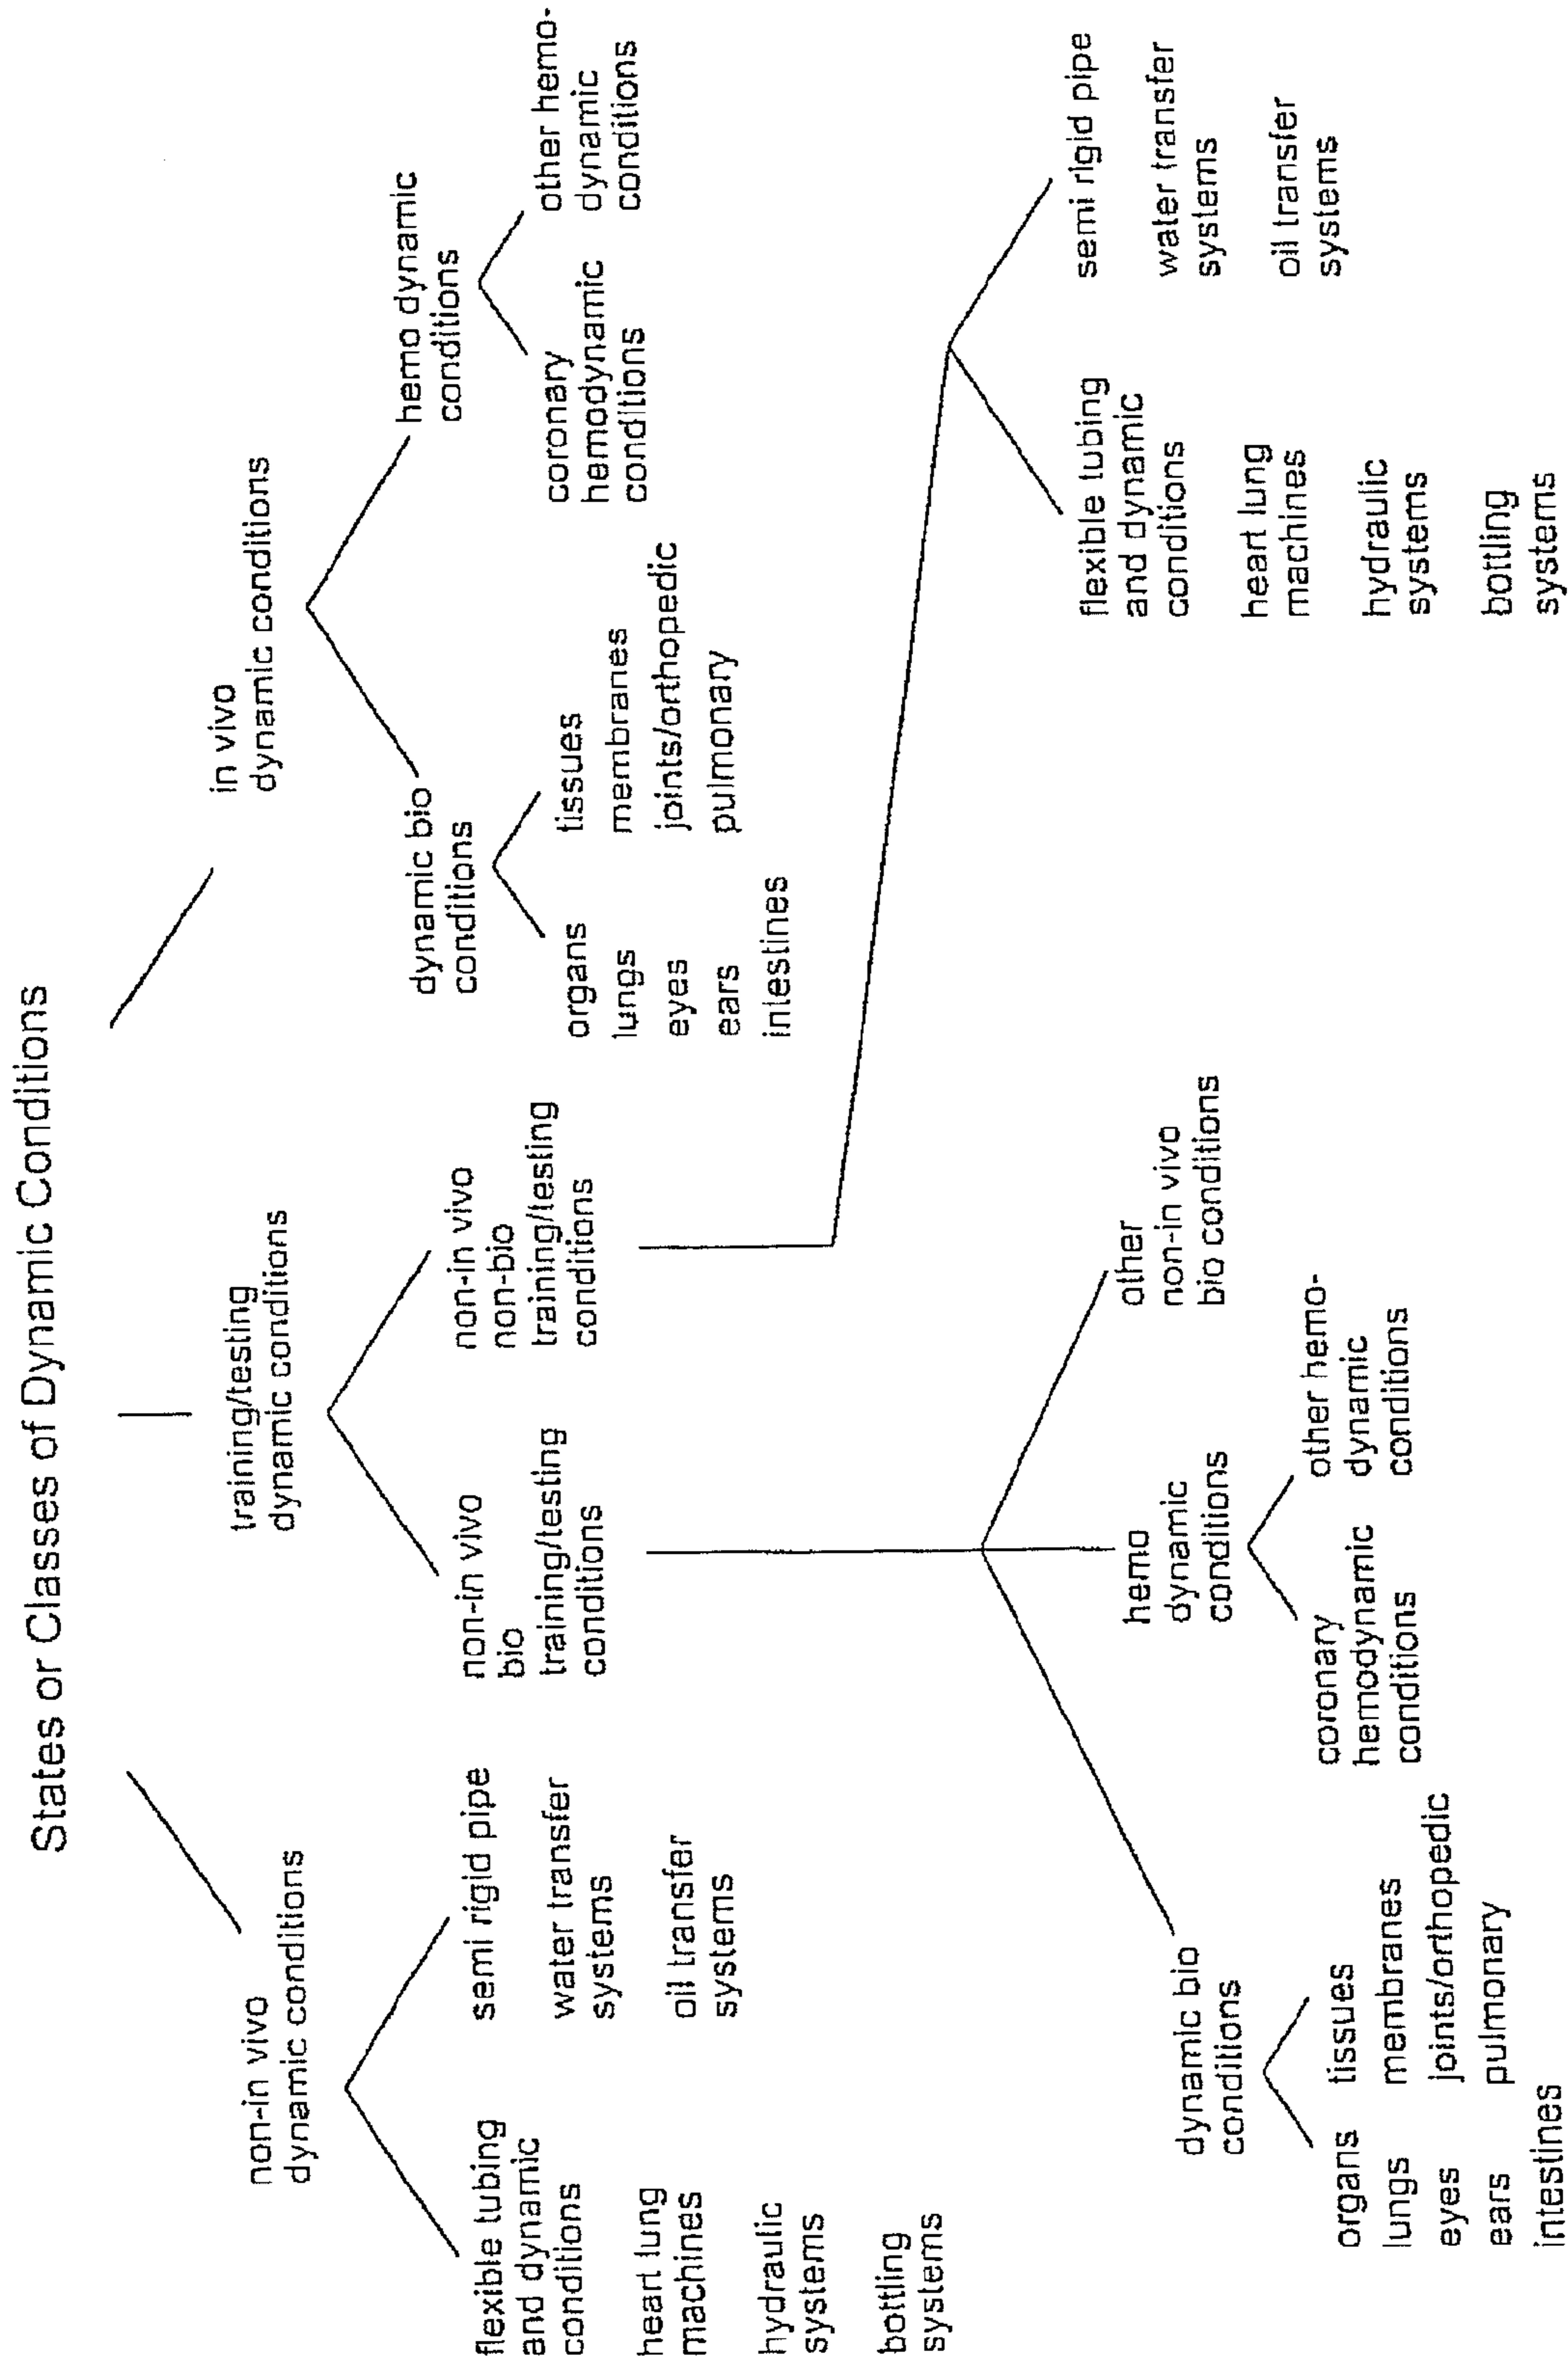 States or Classes of Dynamic Conditions
non-in vivo
dynamic conditions
training/testing
dynamic conditions
in vivo
dynamic conditions
flexible tubing
and dynamic
conditions
heart lung
machines
hydraulic
systems
bottling
systems
semi rigid pipe
water transfer
systems
oil transfer
systems
non-in vivo
bio
training/testing
conditions
non-in vivo
non-bio
training/testing
conditions
dynamic bio
conditions
organs
lungs
eyes
ears
intestines
tissues
membranes
joints/orthopedic
pulmonary
hemo dynamic
conditions
coronary
hemodynamic
conditions
other hemo-
dynamic
conditions
dynamic bio
conditions
organs
lungs
eyes
ears
intestines
tissues
membranes
joints/orthopedic
pulmonary
hemo
dynamic
conditions
coronary
hemodynamic
conditions
other hemo-
dynamic
conditions
other
non-in vivo
bio conditions
flexible tubing
and dynamic
conditions
heart lung
machines
hydraulic
systems
bottling
systems
semi rigid pipe
water transfer
systems
oil transfer
systems